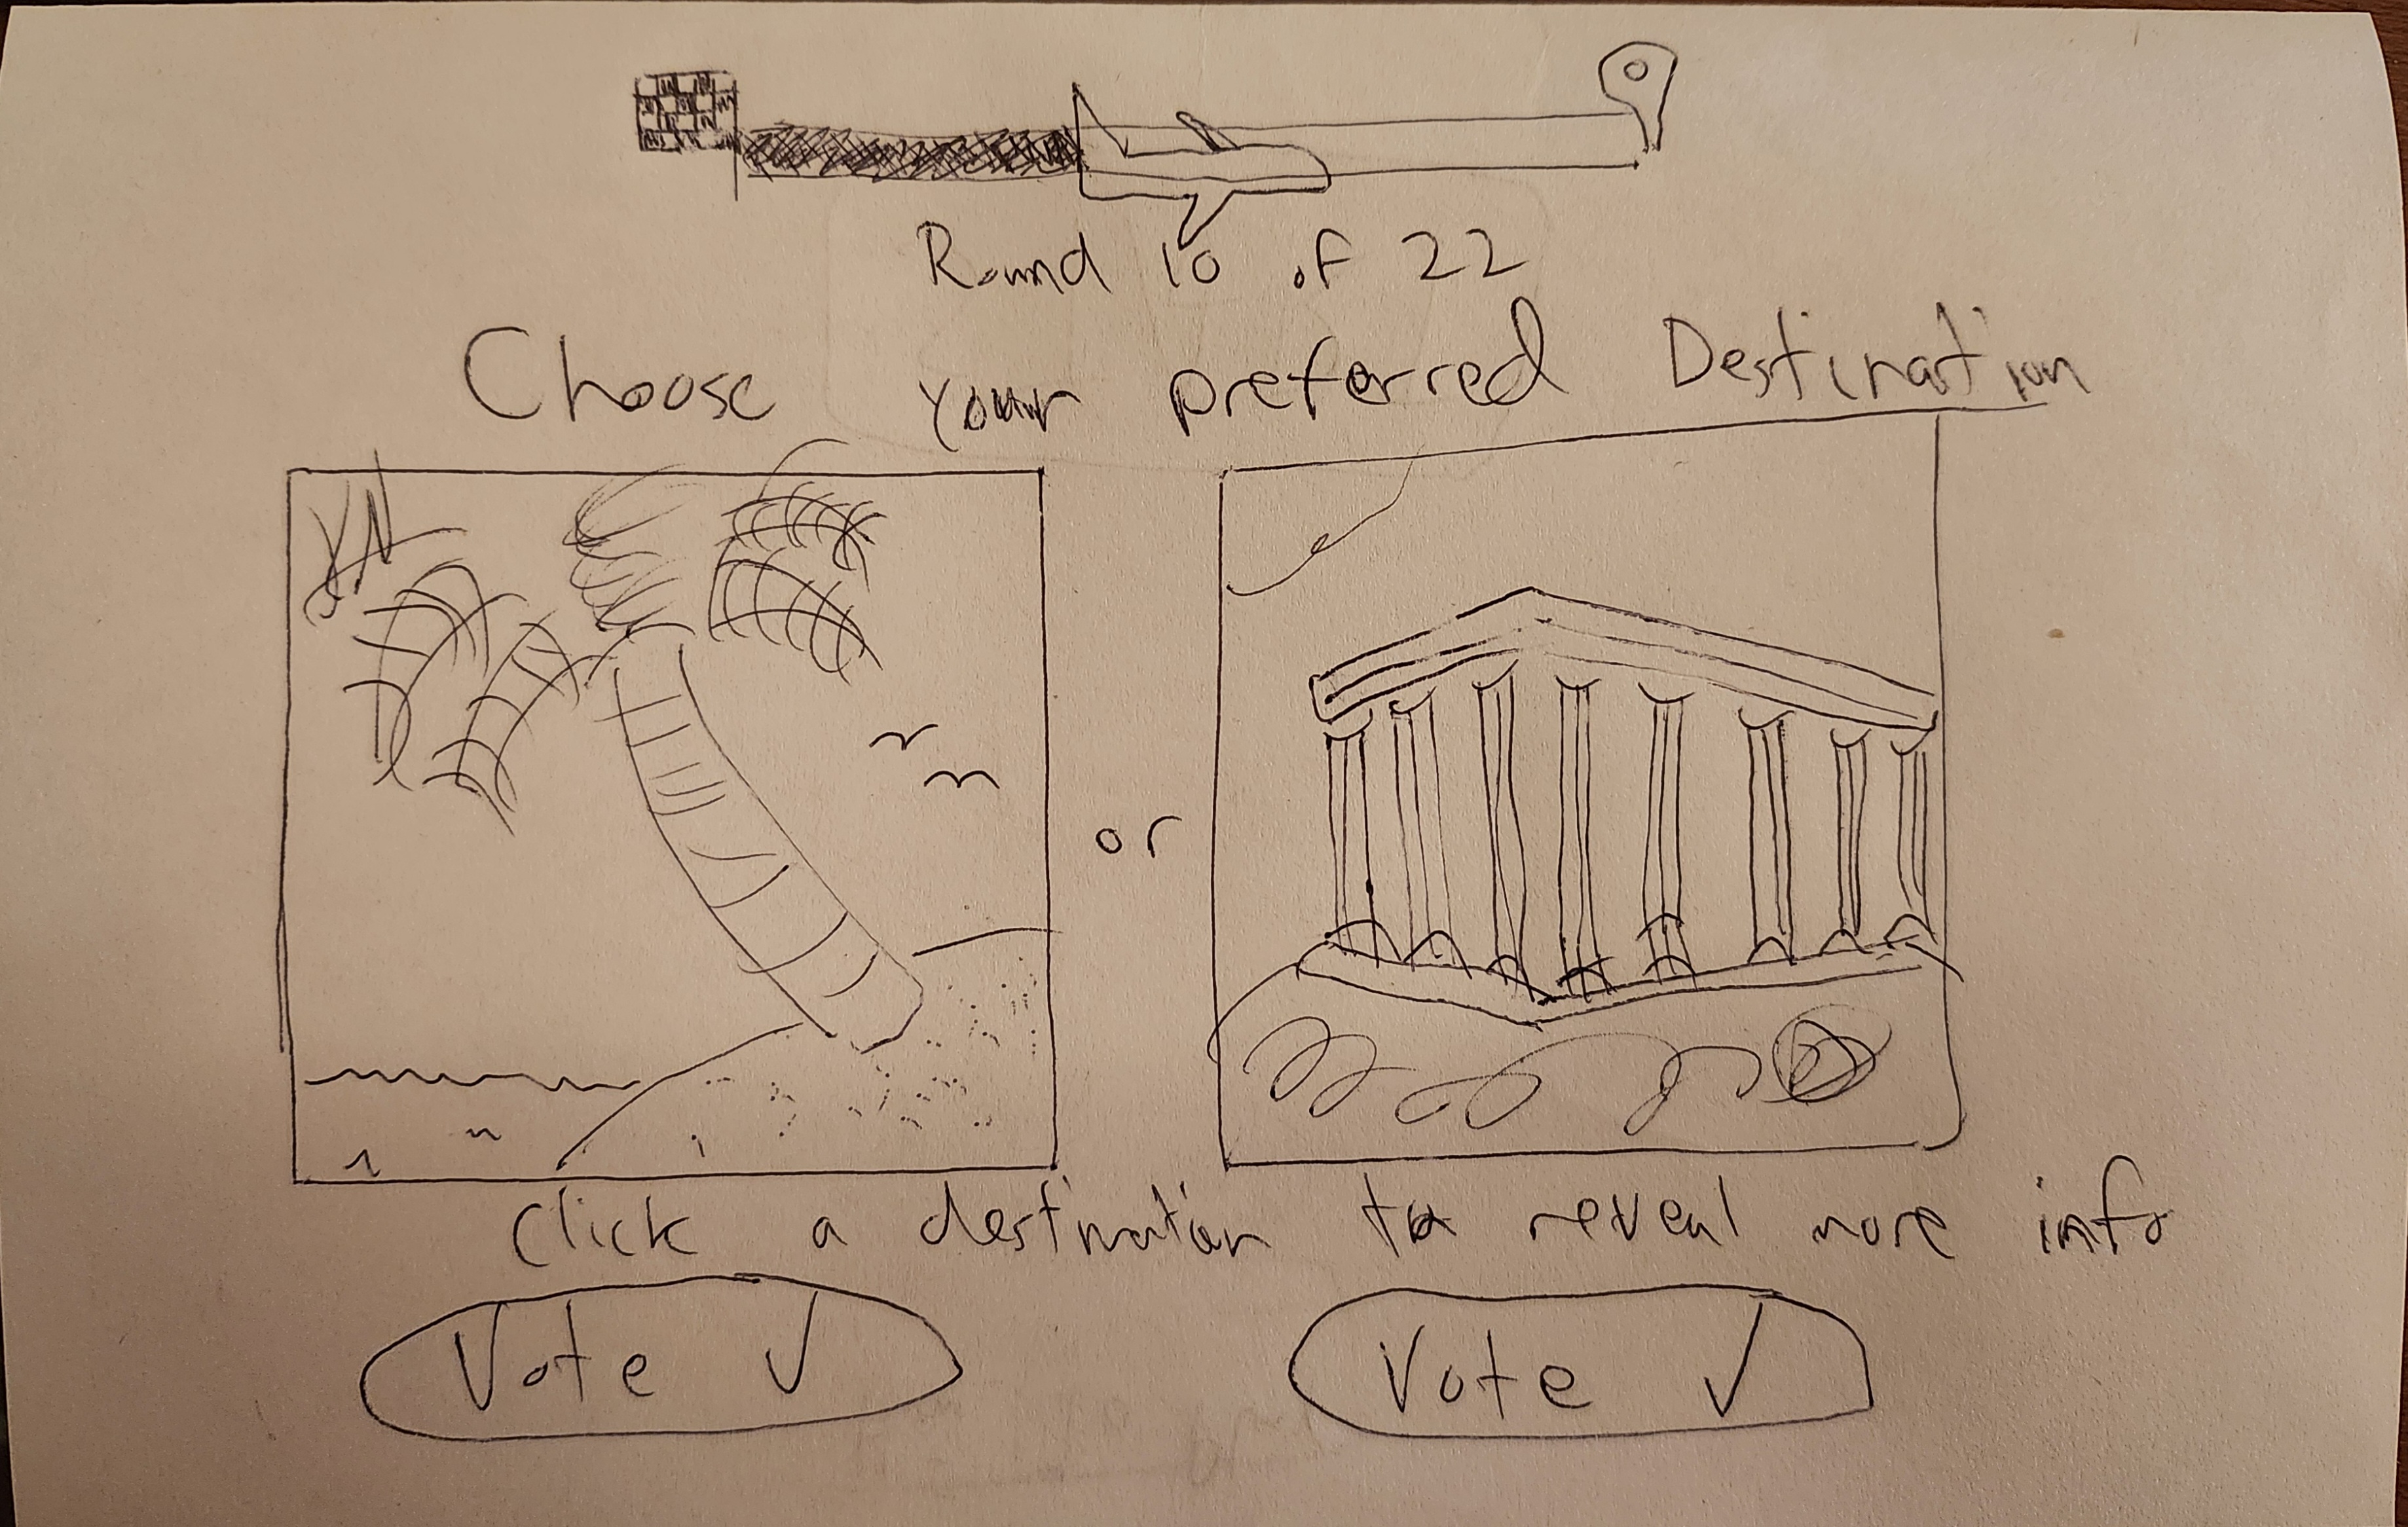 Round 10 of 22
Choose your preferred Destination
or
Click a destination to reveal more info
Vote ✓ Vote ✓